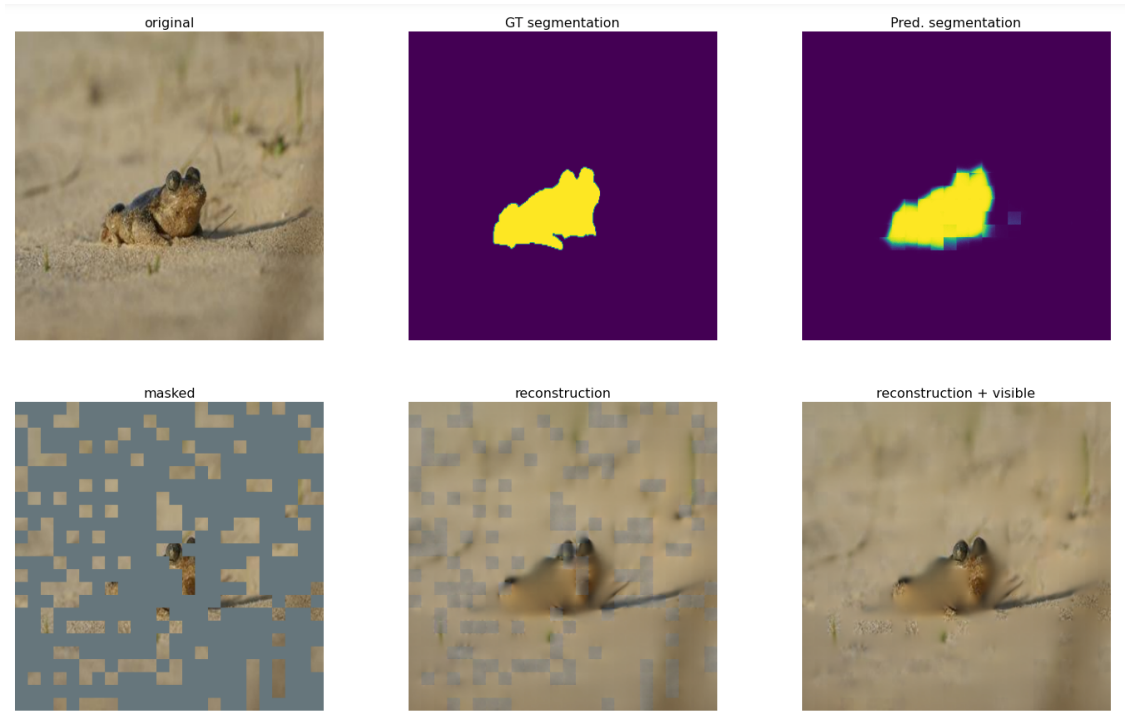 original
GT segmentation
Pred. segmentation
masked
reconstruction
reconstruction + visible